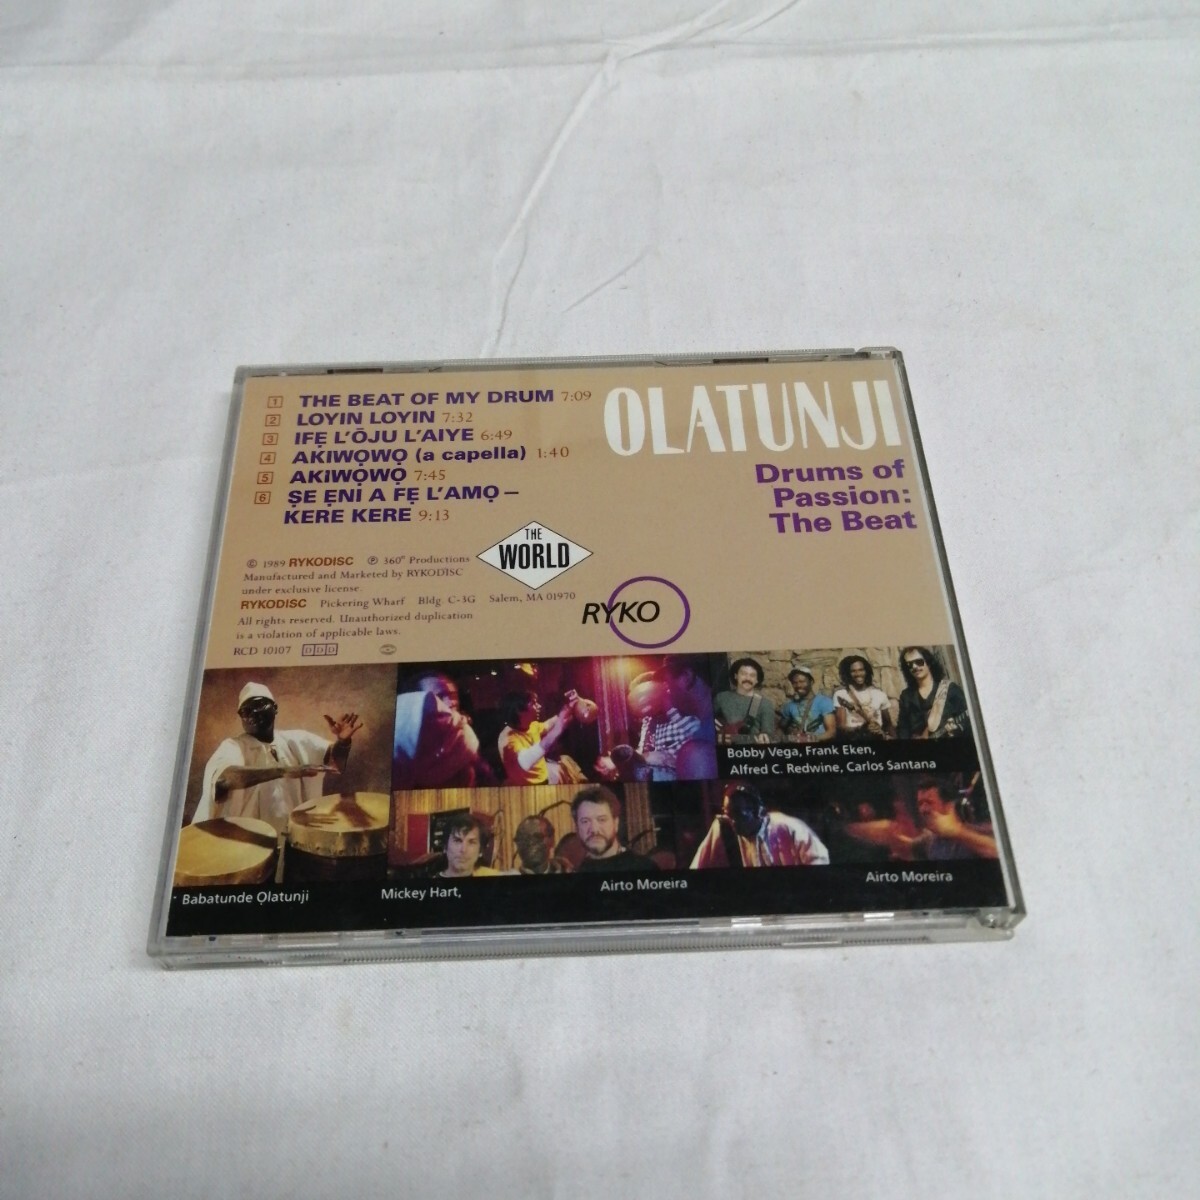 1 THE BEAT OF MY DRUM 7:09
2 LOYIN LOYIN 7:32
3 IFẸ L'ŌJU L'AIYE 6:49
4 AKIWỌWỌ (a capella) 1:40
5 AKIWỌWỌ 7:45
6 ṢE ẸNI A FẸ L'AMỌ –
KERE KERE 9:13
OLATUNJI
Drums of
Passion:
The Beat
© 1989 RYKODISC ℗ 360° Productions
Manufactured and Marketed by RYKODISC
under exclusive license.
RYKODISC Pickering Wharf Bldg. C-3G Salem, MA 01970
All rights reserved. Unauthorized duplication
is a violation of applicable laws.
RCD 10107 DDD
THE
WORLD
RYKO
Bobby Vega, Frank Eken,
Alfred C. Redwine, Carlos Santana
Babatunde Ọlatunji
Mickey Hart,
Airto Moreira
Airto Moreira